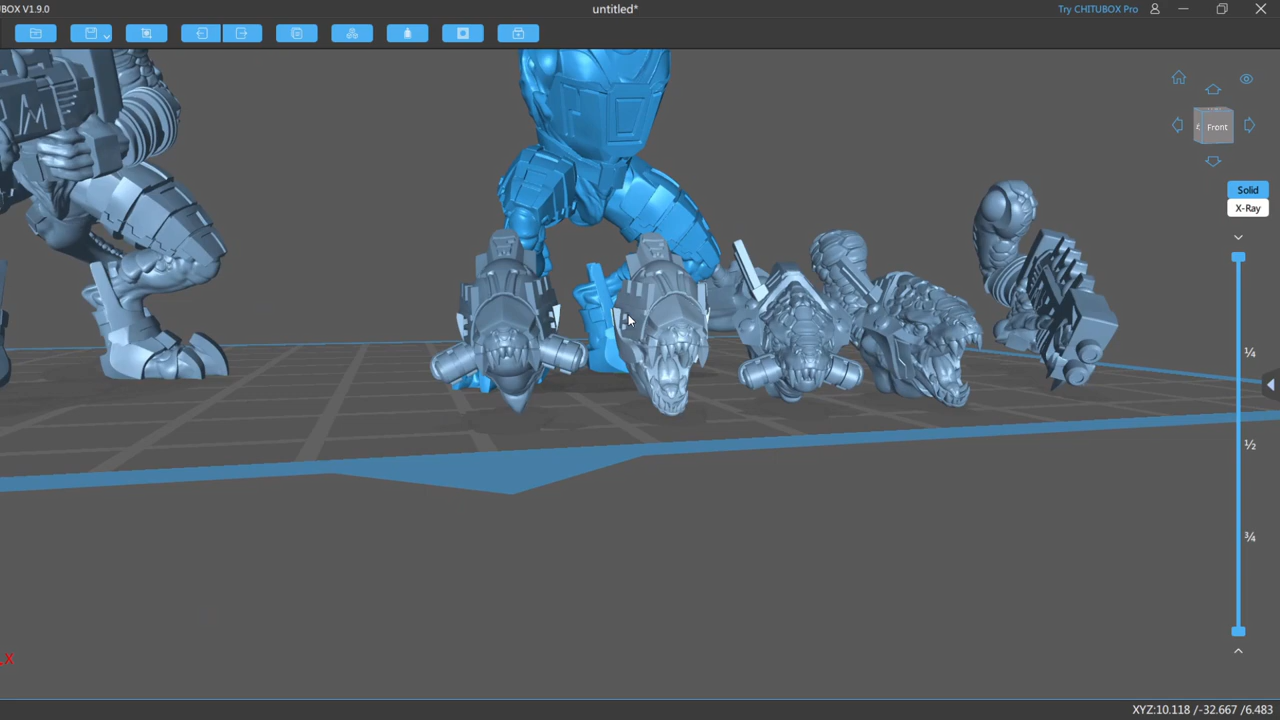 UBOX V1.9.0
untitled*
Try CHITUBOX Pro
Front
Solid
X-Ray
¼
½
¾
X
XYZ:10.118 /-32.667 /6.483